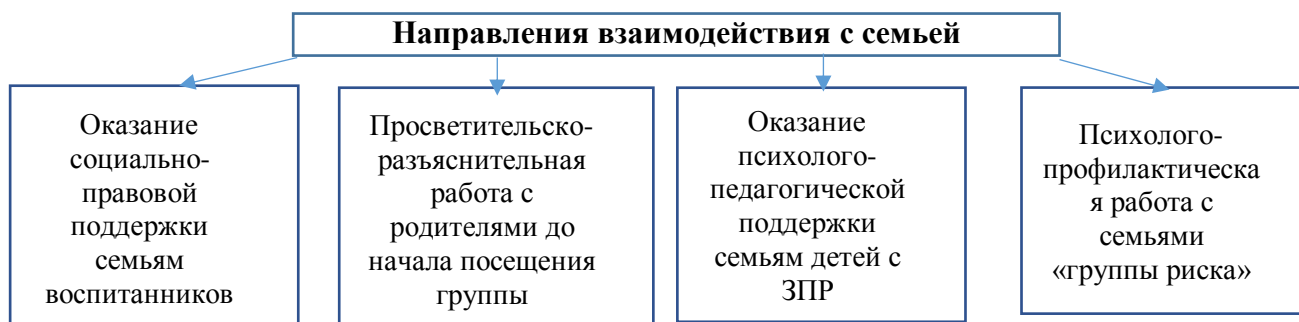 Направления взаимодействия с семьей
Оказание
социально-
правовой
поддержки
семьям
воспитанников
Просветительско-
разъяснительная
работа с
родителями до
начала посещения
группы
Оказание
психолого-
педагогической
поддержки
семьям детей с
ЗПР
Психолого-
профилактическа
я работа с
семьями
«группы риска»